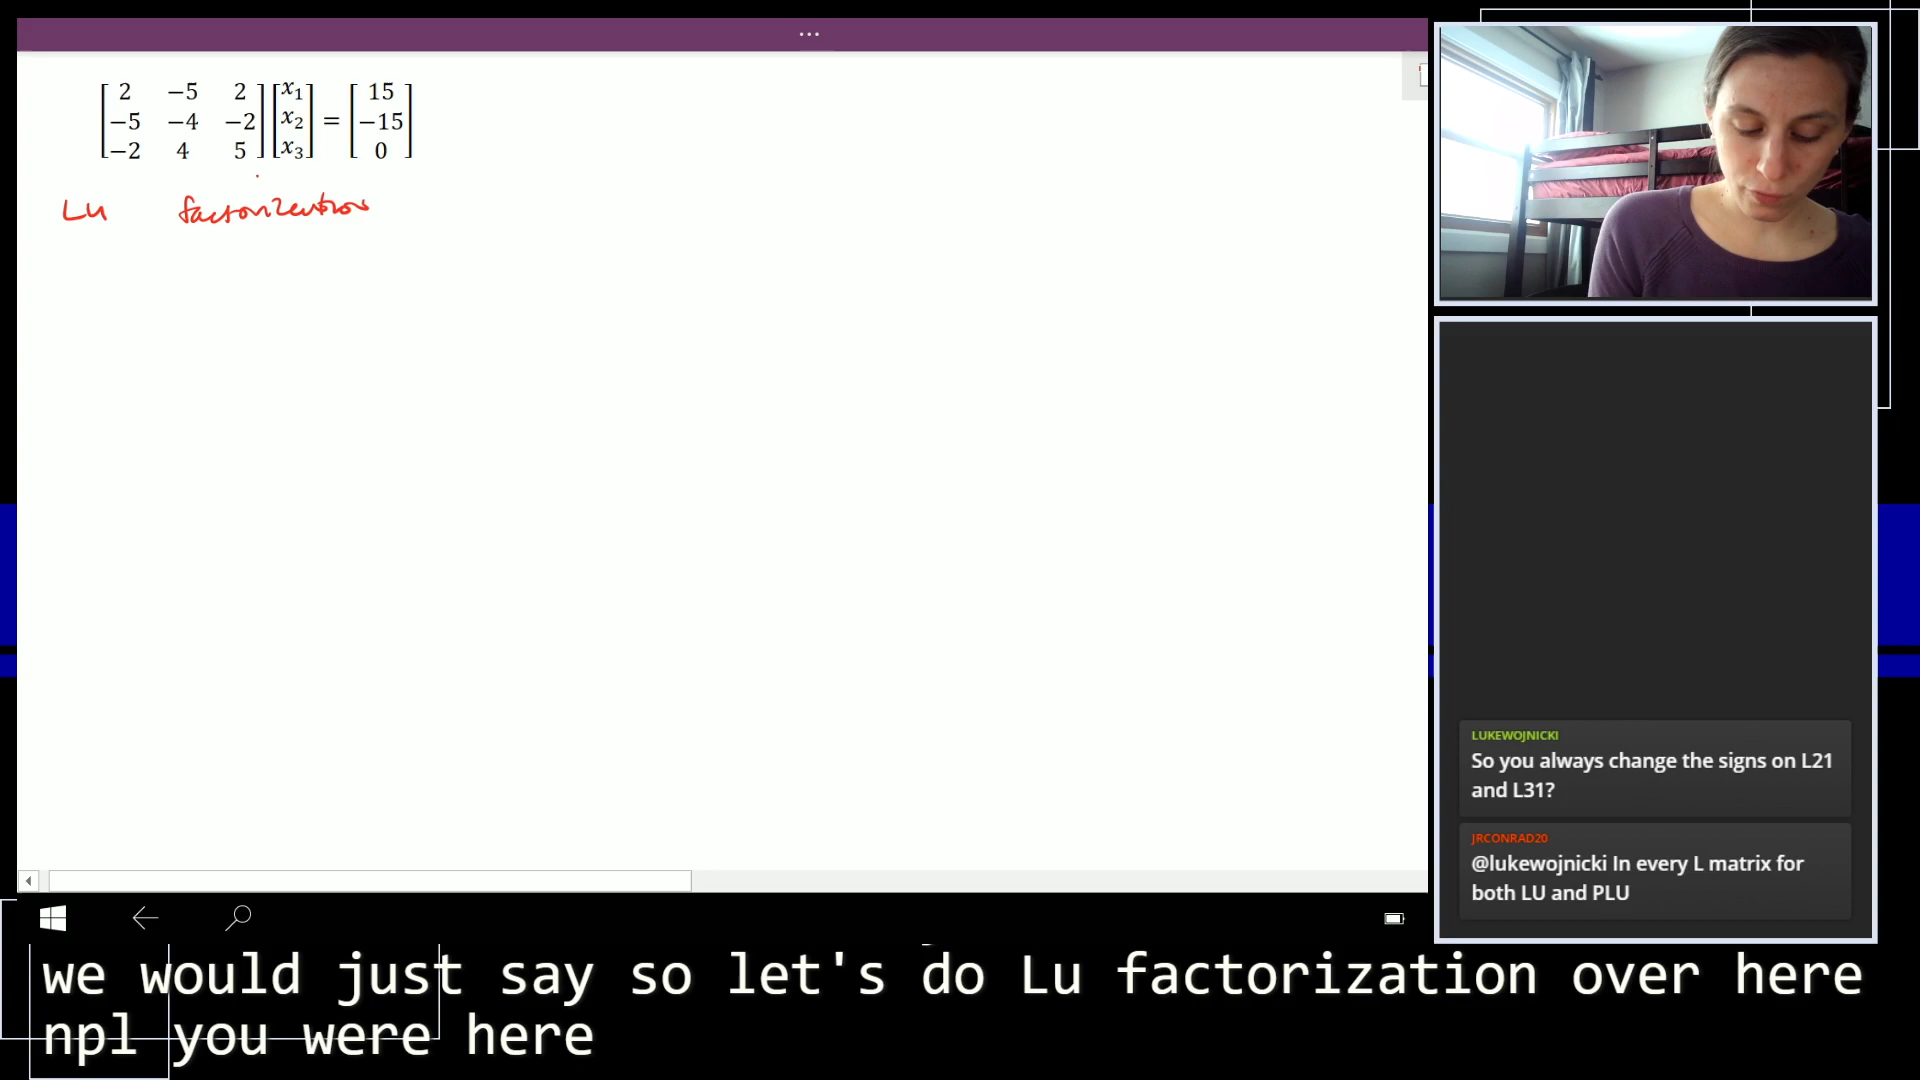 ...
2 −5 2 x1 15
−5 −4 −2 x2 = −15
−2 4 5 x3 0
Lu factorization
LUKEWOJNICKI
So you always change the signs on L21
and L31?
JRCONRAD20
@lukewojnicki In every L matrix for
both LU and PLU
we would just say so let's do Lu factorization over here
npl you were here